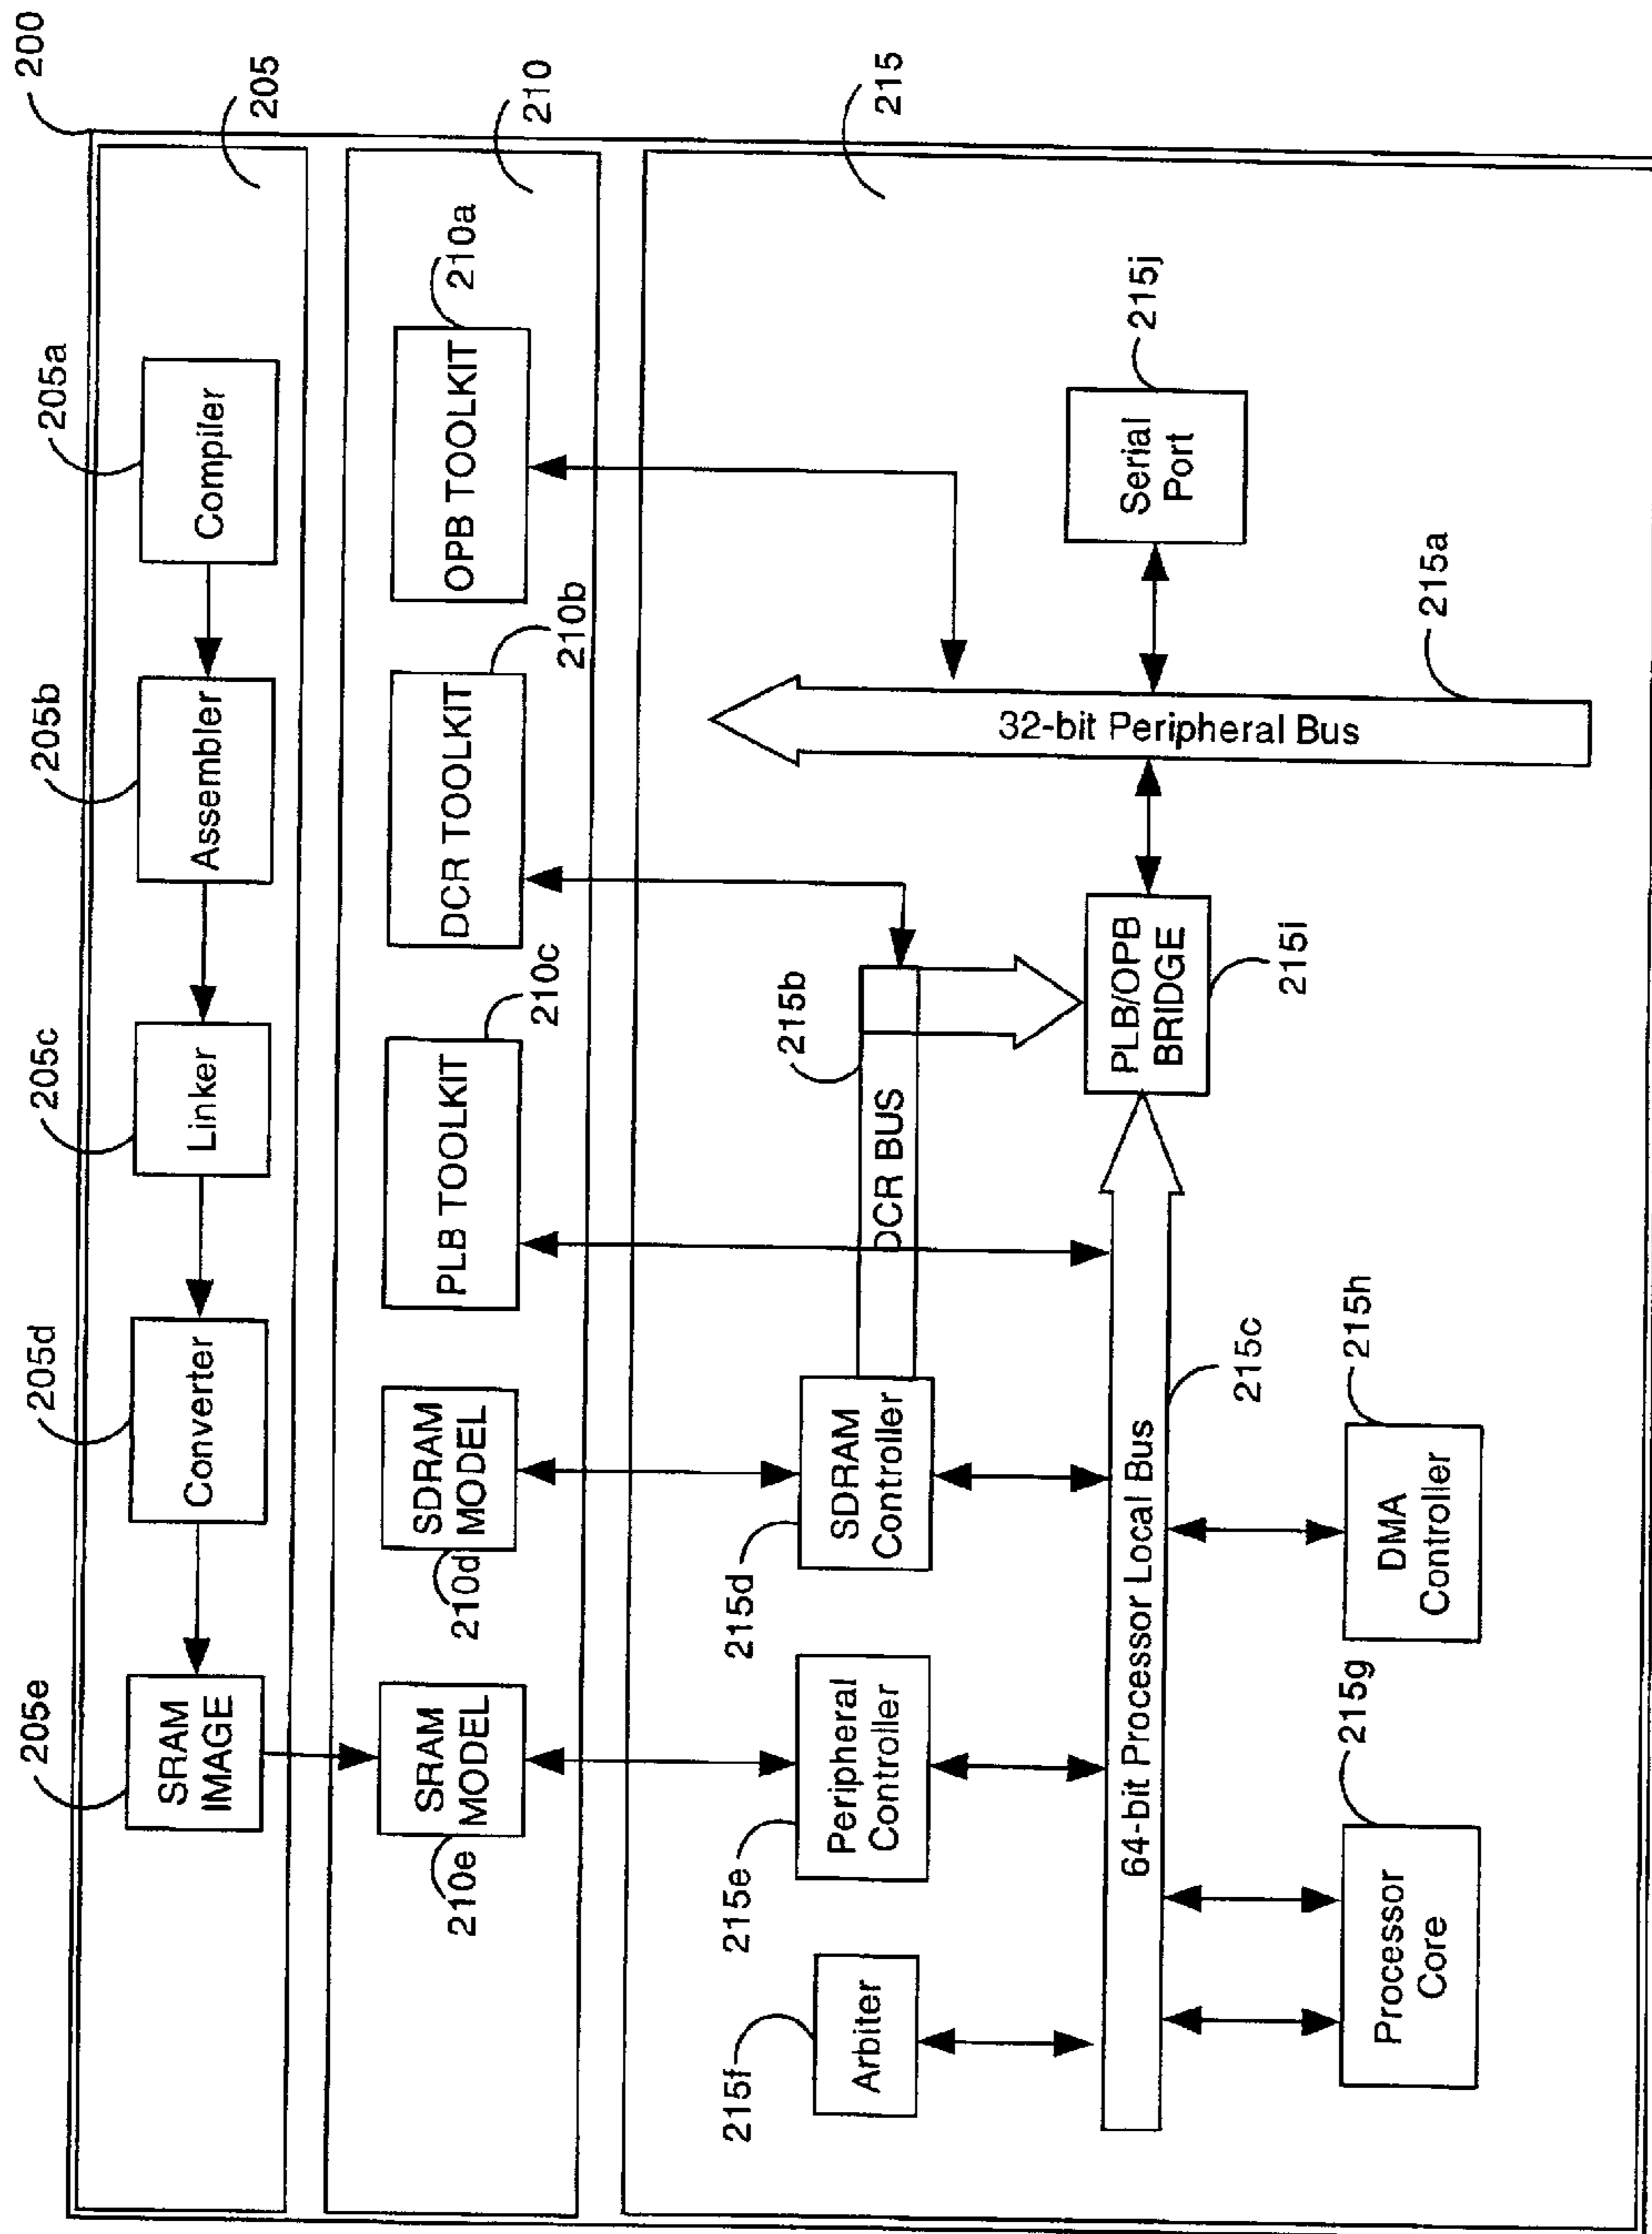 200
205
205e
205d
205c
205b
205a
SRAM
IMAGE
Converter
Linker
Assembler
Compiler
210
SRAM
MODEL
210e
SDRAM
MODEL
210d
PLB TOOLKIT
210c
DCR TOOLKIT
210b
OPB TOOLKIT
210a
215
215f
Arbiter
215e
Peripheral
Controller
215d
SDRAM
Controller
DCR BUS
215b
64-bit Processor Local Bus
215c
PLB/OPB
BRIDGE
215i
32-bit Peripheral Bus
215a
Serial
Port
215j
Processor
Core
215g
DMA
Controller
215h